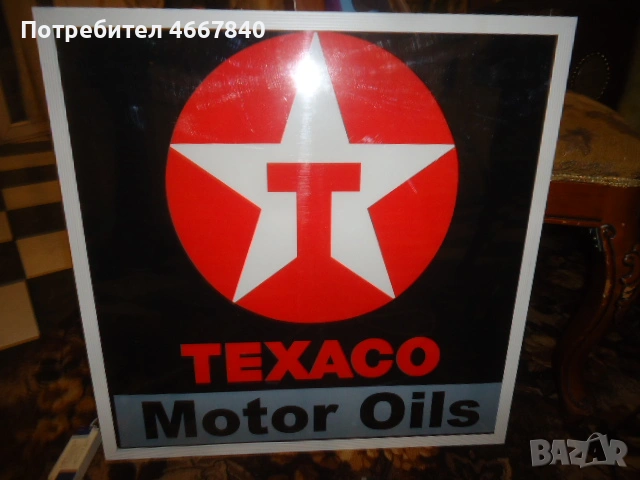 Потребител 4667840
T
TEXACO
Motor Oils
BAZAR